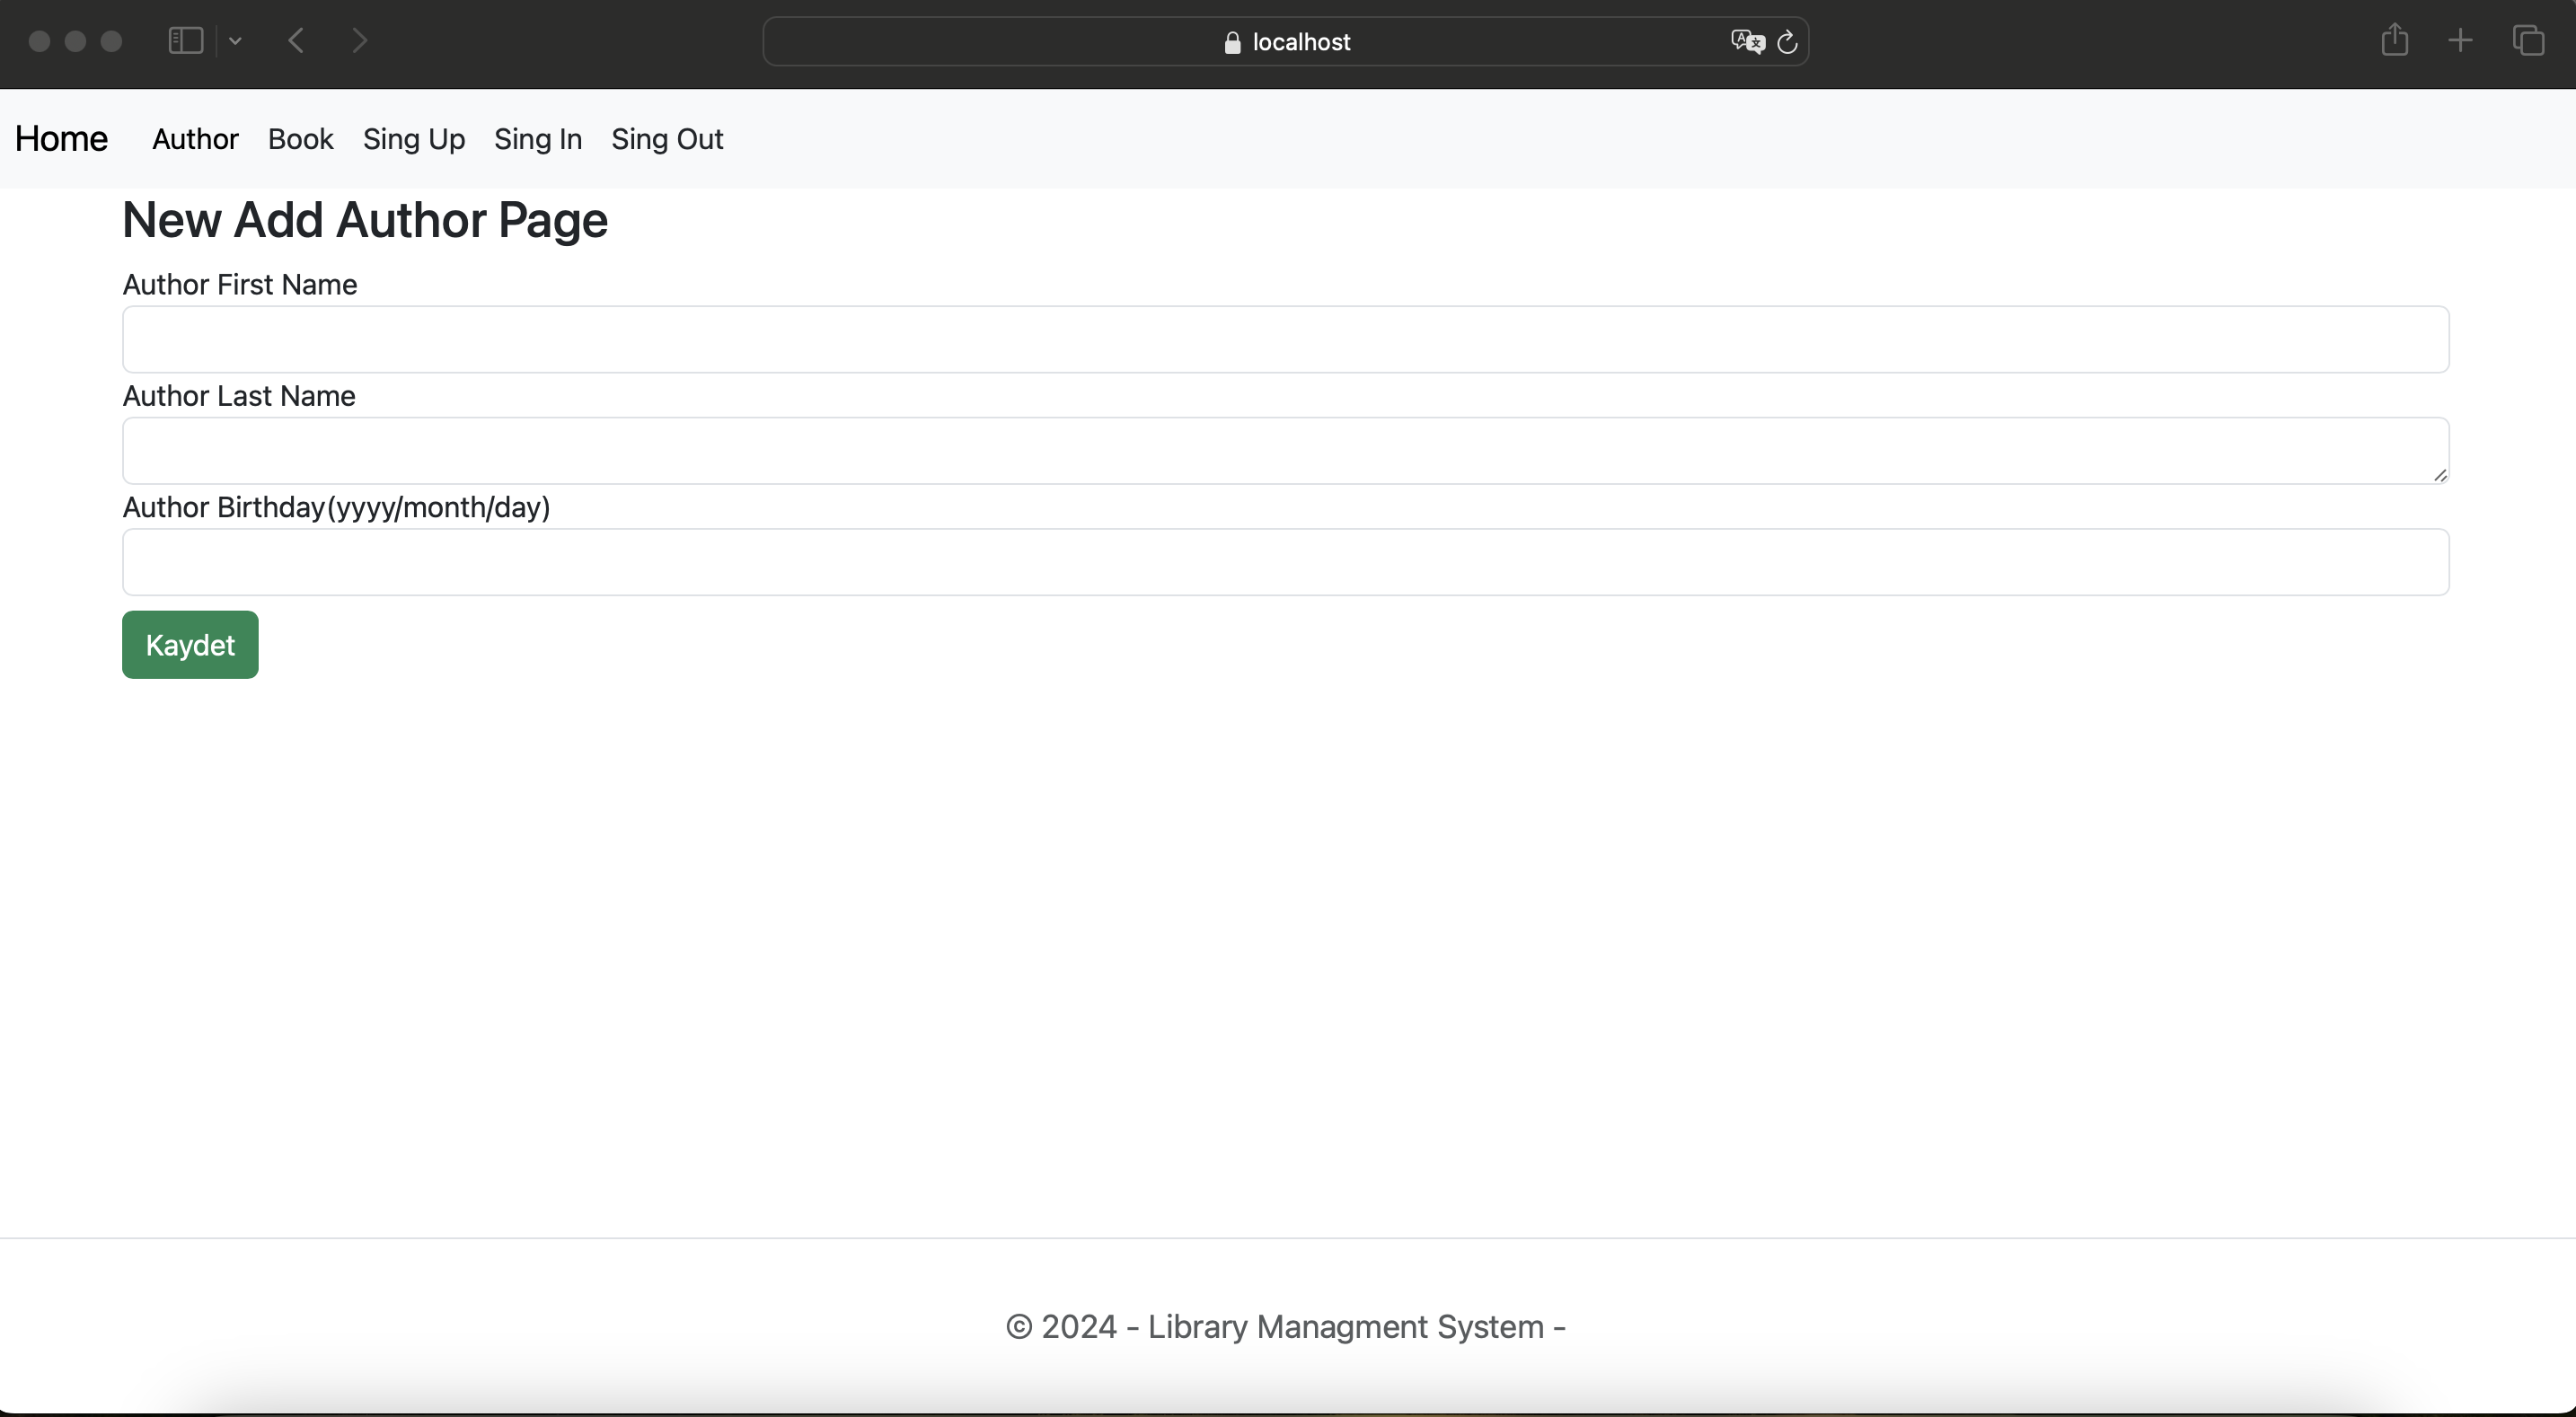 localhost
Home Author Book Sing Up Sing In Sing Out
New Add Author Page
Author First Name
Author Last Name
Author Birthday(yyyy/month/day)
Kaydet
© 2024 - Library Managment System -